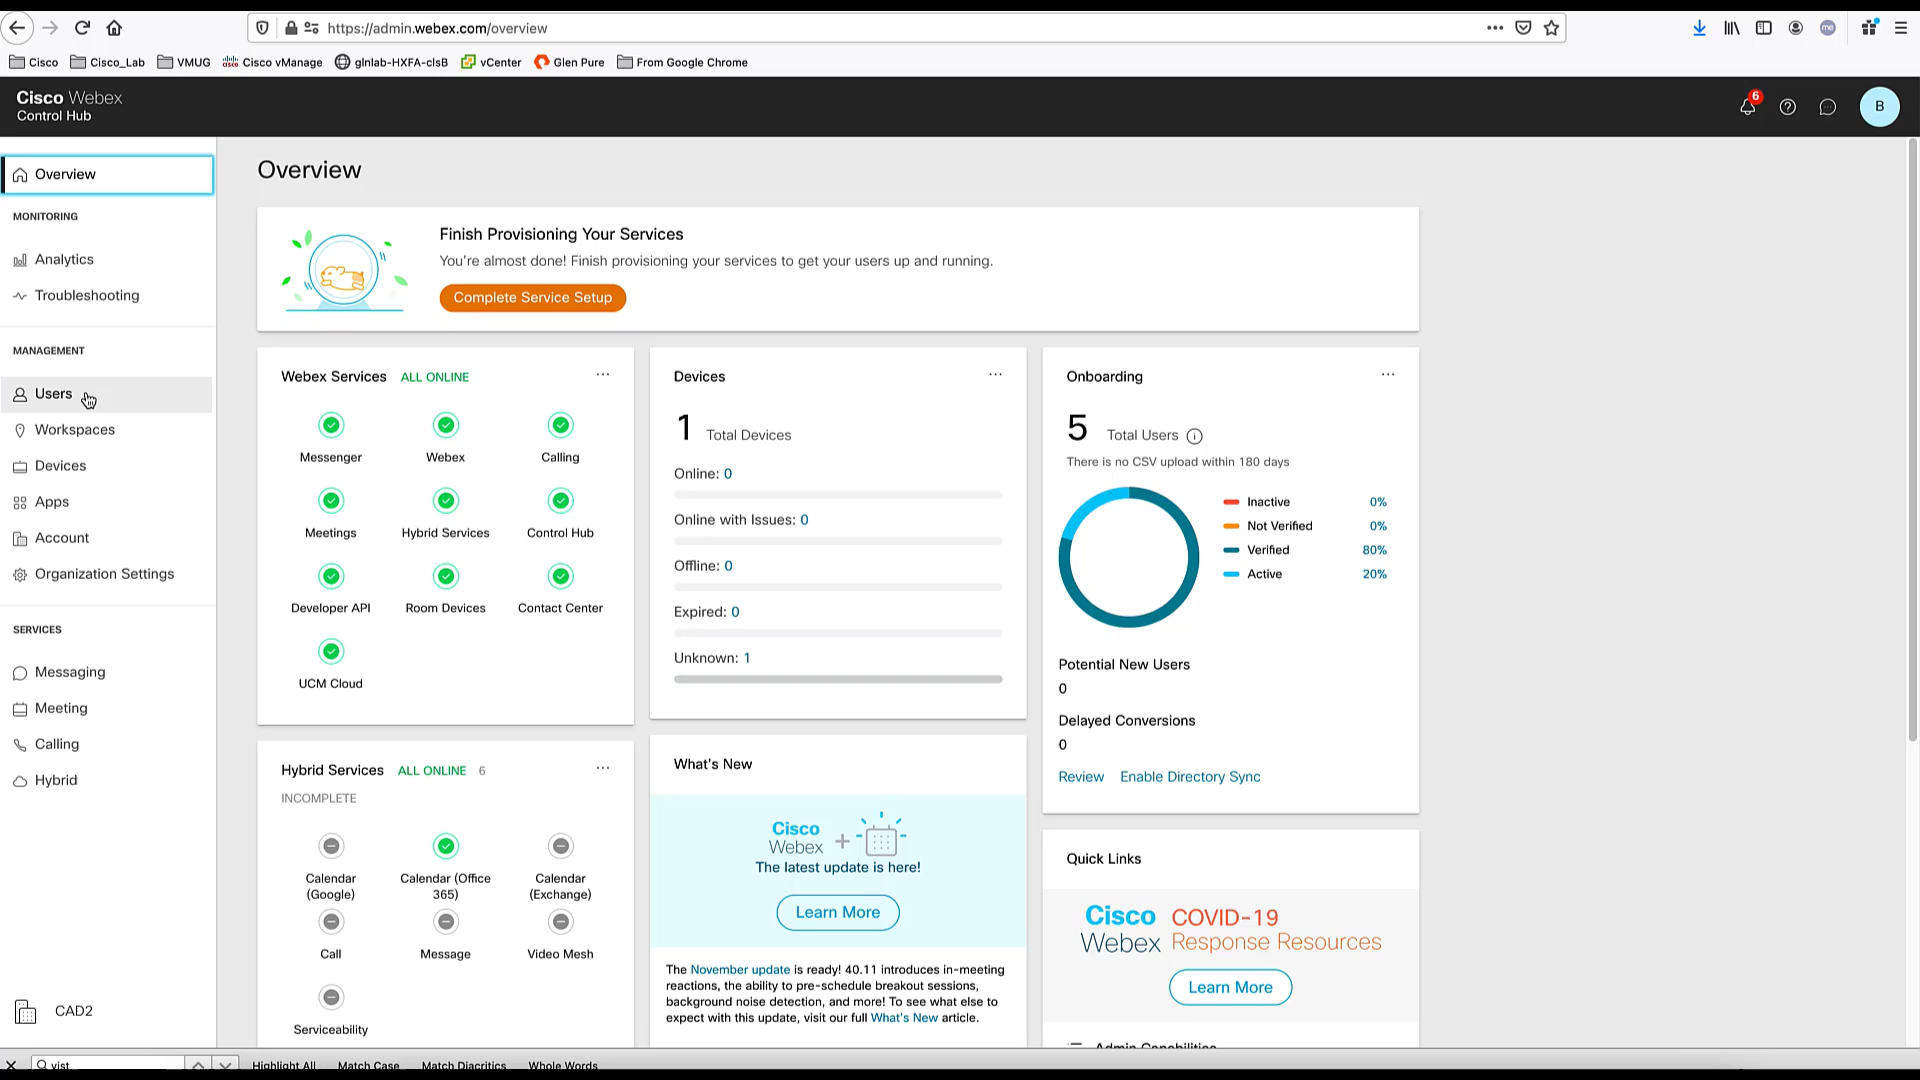 https://admin.webex.com/overview
Cisco
Cisco_Lab
VMUG
Cisco vManage
glnlab-HXFA-clsB
vCenter
Glen Pure
From Google Chrome
me
Cisco Webex
Control Hub
6
B
Overview
MONITORING
Analytics
Troubleshooting
MANAGEMENT
Users
Workspaces
Devices
Apps
Account
Organization Settings
SERVICES
Messaging
Meeting
Calling
Hybrid
CAD2
Overview
Finish Provisioning Your Services
You're almost done! Finish provisioning your services to get your users up and running.
Complete Service Setup
Webex Services ALL ONLINE
Messenger
Webex
Calling
Meetings
Hybrid Services
Control Hub
Developer API
Room Devices
Contact Center
UCM Cloud
Devices
1 Total Devices
Online: 0
Online with Issues: 0
Offline: 0
Expired: 0
Unknown: 1
Onboarding
5 Total Users
There is no CSV upload within 180 days
Inactive 0%
Not Verified 0%
Verified 80%
Active 20%
Potential New Users
0
Delayed Conversions
0
Review Enable Directory Sync
Hybrid Services ALL ONLINE 6
INCOMPLETE
Calendar
(Google)
Calendar (Office
365)
Calendar
(Exchange)
Call
Message
Video Mesh
Serviceability
What's New
Cisco
Webex +
The latest update is here!
Learn More
The November update is ready! 40.11 introduces in-meeting
reactions, the ability to pre-schedule breakout sessions,
background noise detection, and more! To see what else to
expect with this update, visit our full What's New article.
Quick Links
Cisco COVID-19
Webex Response Resources
Learn More
Admin Capabilities
vist
Highlight All
Match Case
Match Diacritics
Whole Words